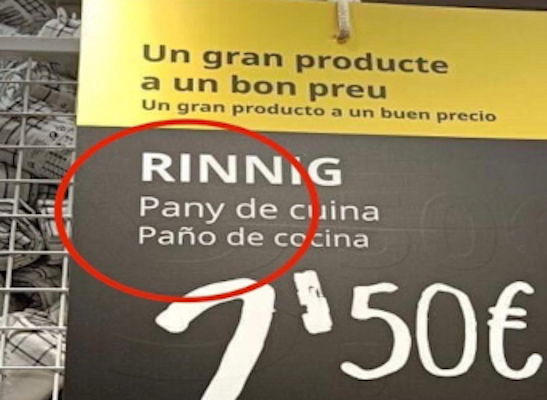 Un gran producte
a un bon preu
Un gran producto a un buen precio
RINNIG
Pany de cuina
Paño de cocina
7'50€